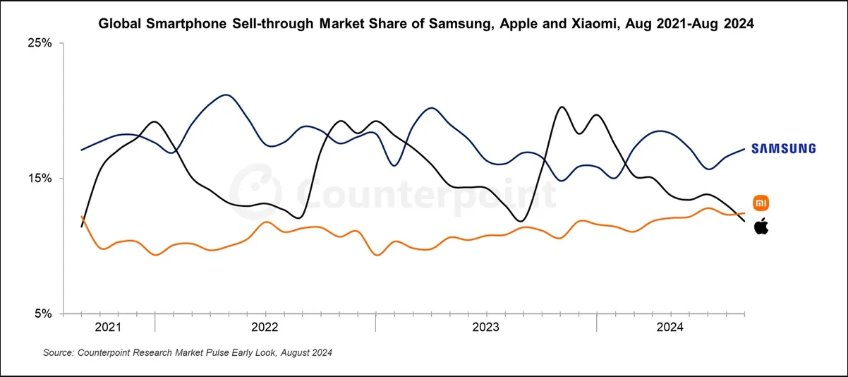 Global Smartphone Sell-through Market Share of Samsung, Apple and Xiaomi, Aug 2021-Aug 2024
25%
15%
5%
Counterpoint
SAMSUNG
mi
2021 2022 2023 2024
Source: Counterpoint Research Market Pulse Early Look, August 2024